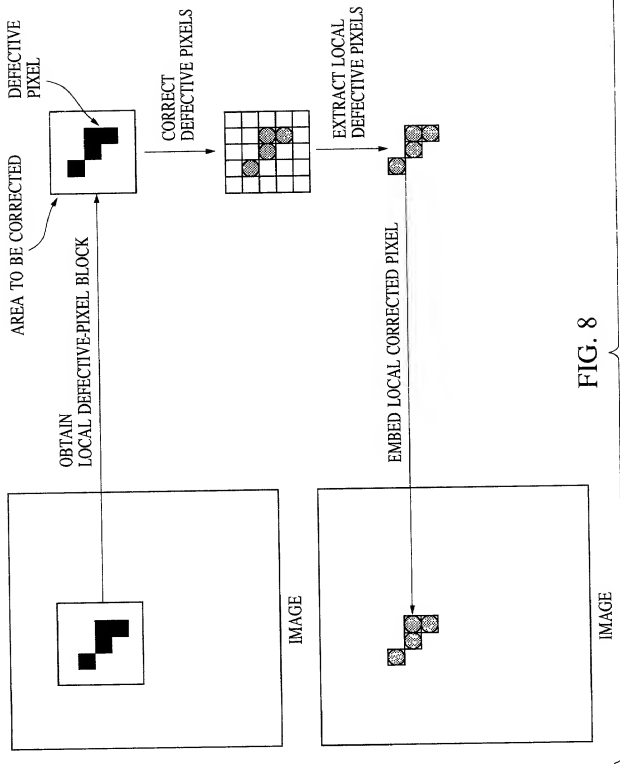 AREA TO BE CORRECTED
DEFECTIVE
PIXEL
OBTAIN
LOCAL DEFECTIVE-PIXEL BLOCK
CORRECT
DEFECTIVE PIXELS
IMAGE
EXTRACT LOCAL
DEFECTIVE PIXELS
EMBED LOCAL CORRECTED PIXEL
IMAGE
FIG. 8